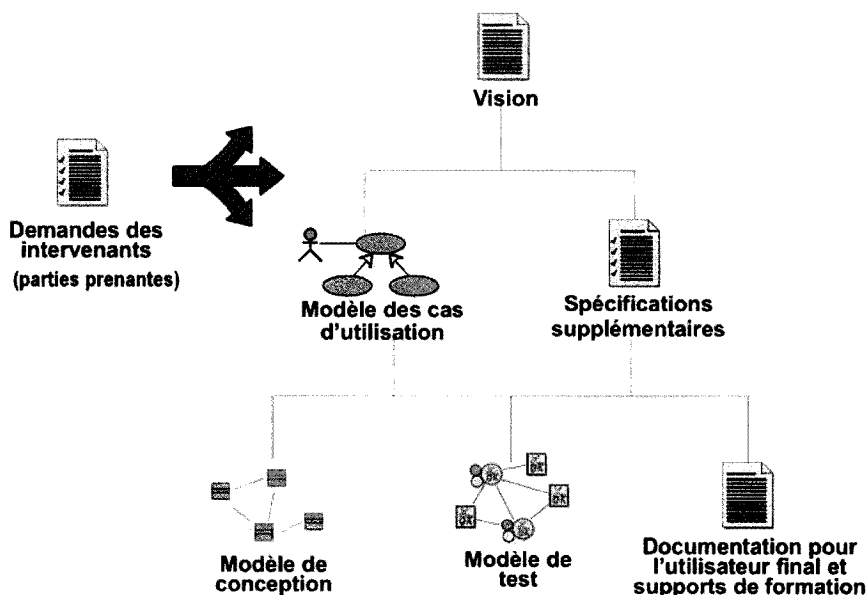 Vision
Demandes des
intervenants
(parties prenantes)
Modèle des cas
d'utilisation
Spécifications
supplémentaires
Modèle de
conception
Modèle de
test
Documentation pour
l'utilisateur final et
supports de formation